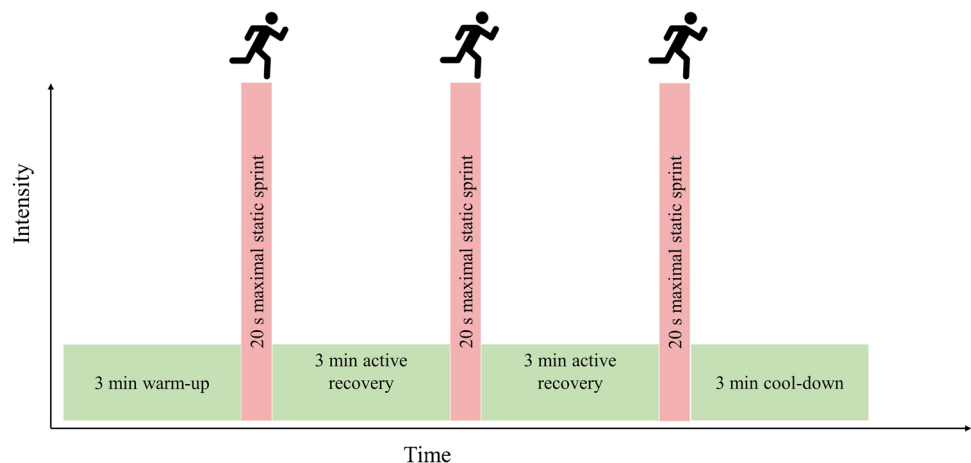 Intensity
3 min warm-up
20 s maximal static sprint
3 min active
recovery
20 s maximal static sprint
3 min active
recovery
20 s maximal static sprint
3 min cool-down
Time